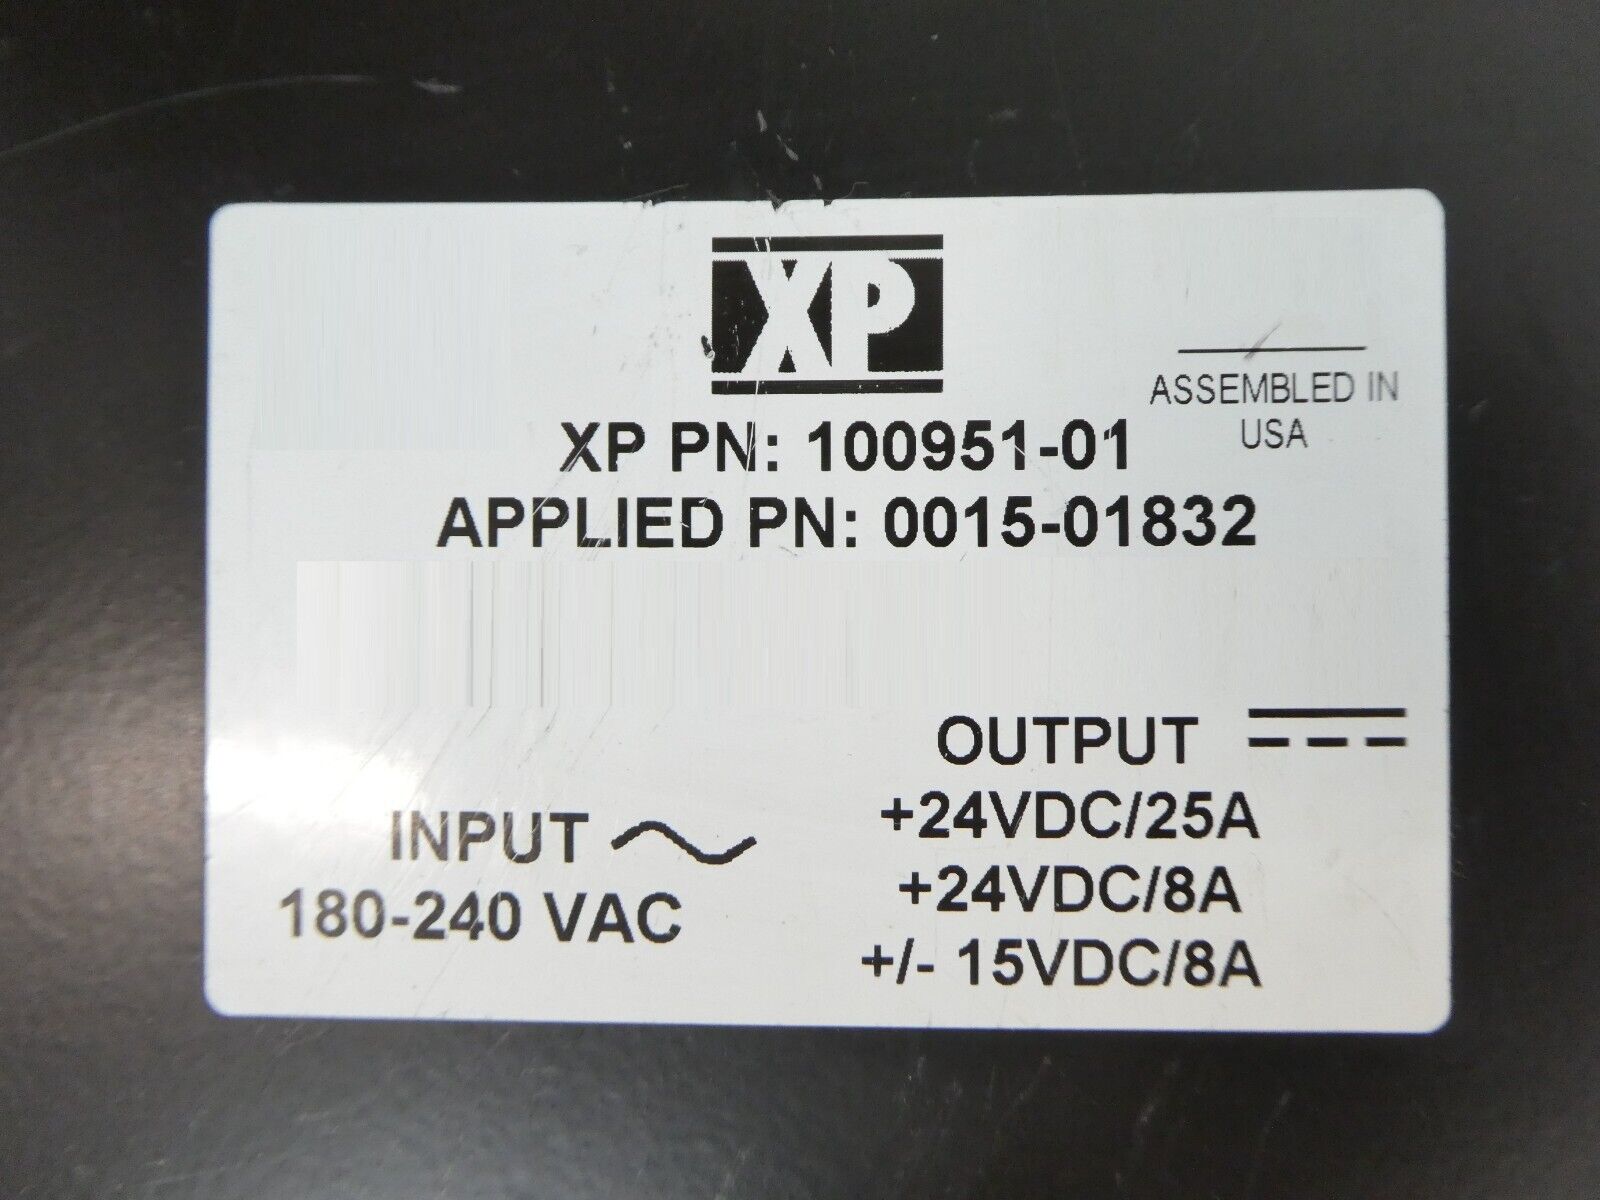 XP
ASSEMBLED IN
USA
XP PN: 100951-01
APPLIED PN: 0015-01832
OUTPUT
+24VDC/25A
+24VDC/8A
+/- 15VDC/8A
INPUT
180-240 VAC